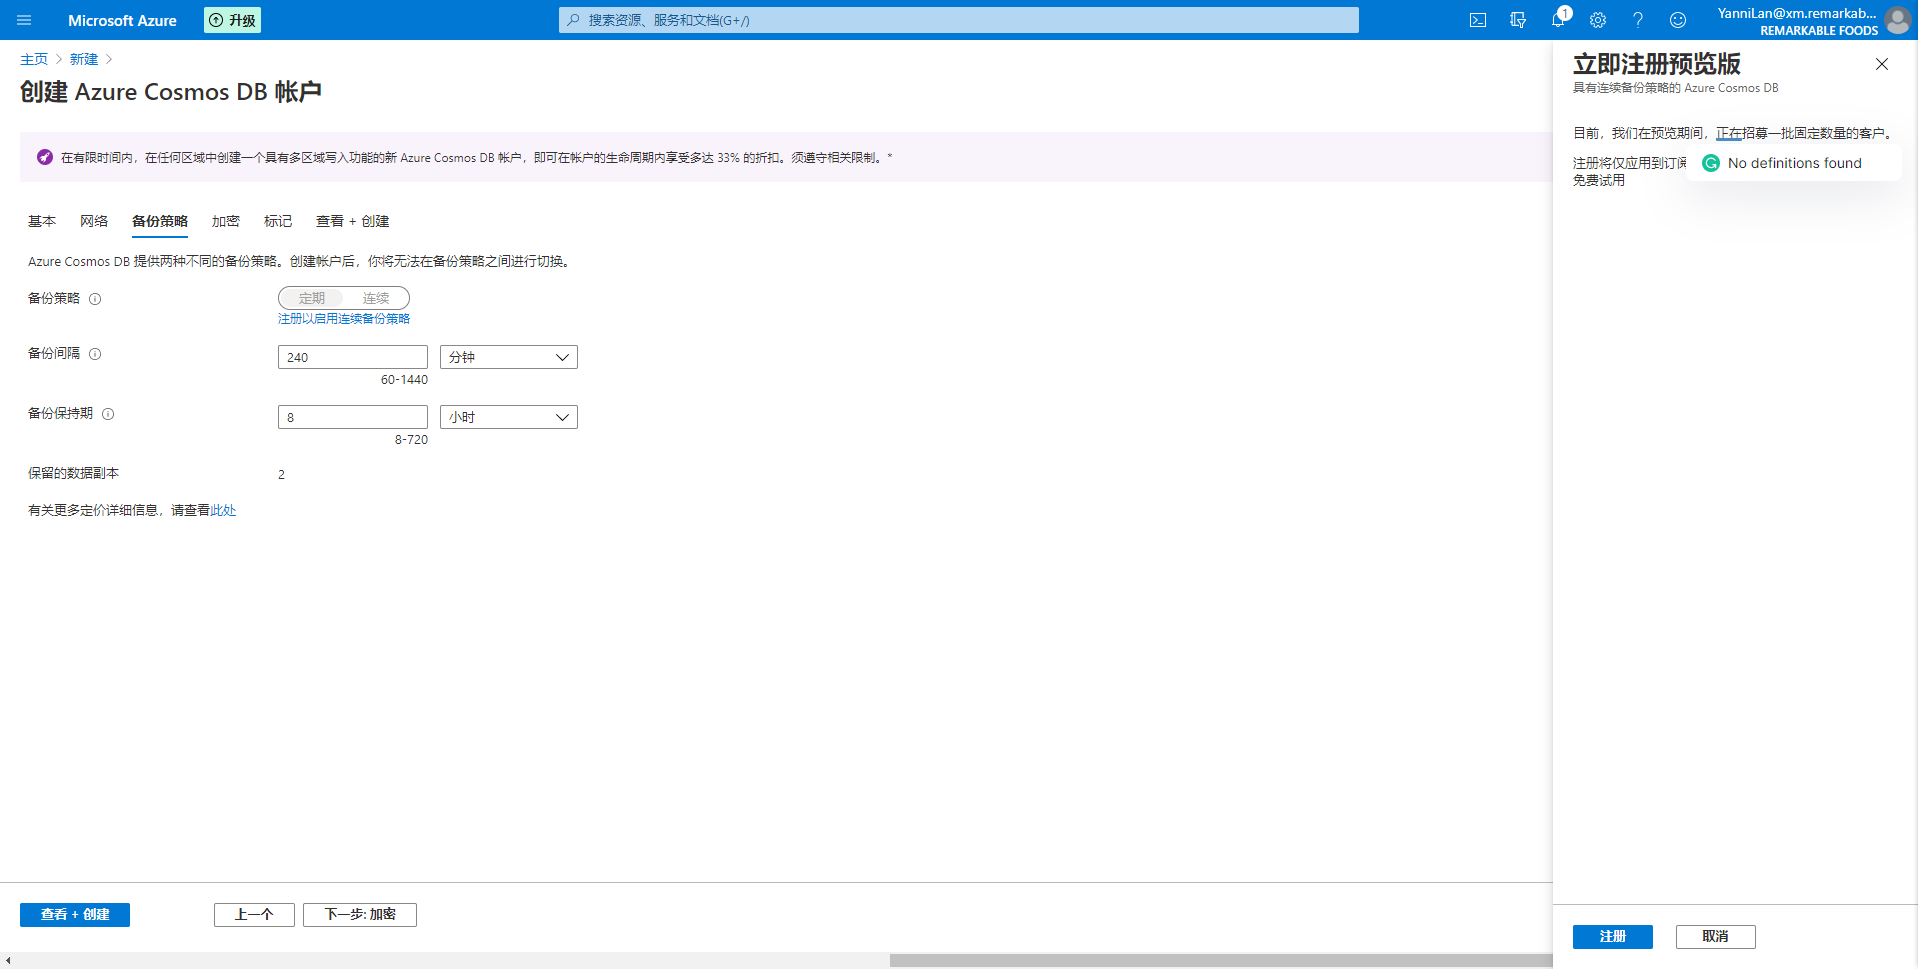 Microsoft Azure
升级
搜索资源、服务和文档(G+/)
1
YanniLan@xm.remarkab...
REMARKABLE FOODS
主页 > 新建 >
创建 Azure Cosmos DB 帐户
在有限时间内，在任何区域中创建一个具有多区域写入功能的新 Azure Cosmos DB 帐户，即可在帐户的生命周期内享受多达 33% 的折扣。须遵守相关限制。*
基本 网络 备份策略 加密 标记 查看 + 创建
Azure Cosmos DB 提供两种不同的备份策略。创建帐户后，你将无法在备份策略之间进行切换。
备份策略 定期 连续
注册以启用连续备份策略
备份间隔 240 分钟
60-1440
备份保持期 8 小时
8-720
保留的数据副本 2
有关更多定价详细信息，请查看此处
查看 + 创建 上一个 下一步: 加密
立即注册预览版
具有连续备份策略的 Azure Cosmos DB
目前，我们在预览期间，正在招募一批固定数量的客户。
注册将仅应用到订阅
No definitions found
免费试用
注册 取消